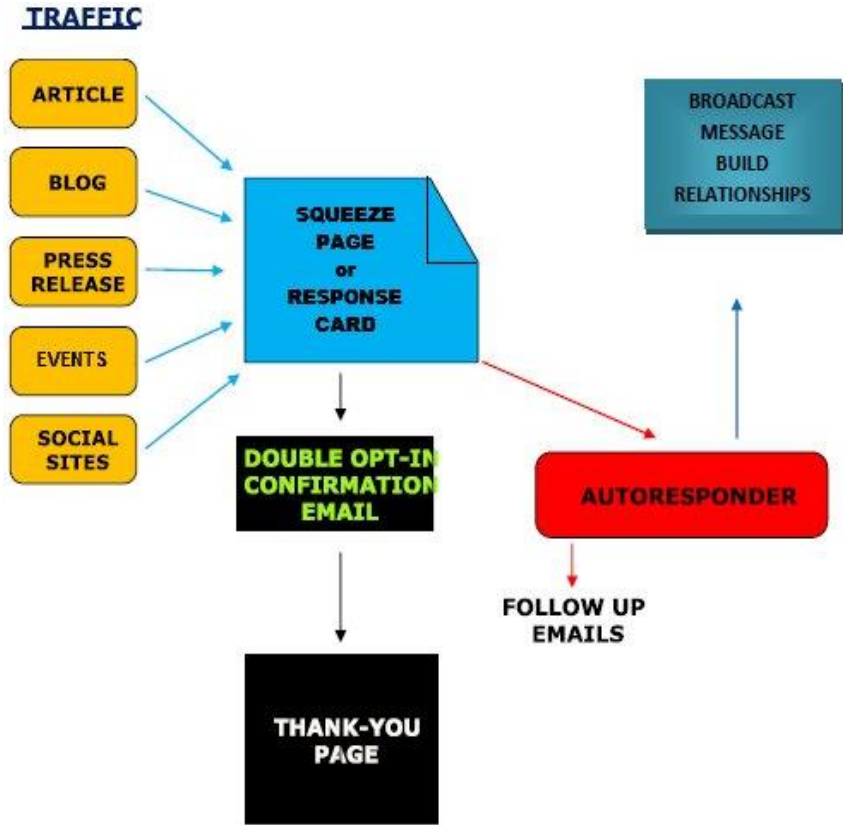 TRAFFIC
ARTICLE
BLOG
PRESS
RELEASE
EVENTS
SOCIAL
SITES
SQUEEZE
PAGE
or
RESPONSE
CARD
DOUBLE OPT-IN
CONFIRMATION
EMAIL
THANK-YOU
PAGE
BROADCAST
MESSAGE
BUILD
RELATIONSHIPS
AUTORESPONDER
FOLLOW UP
EMAILS